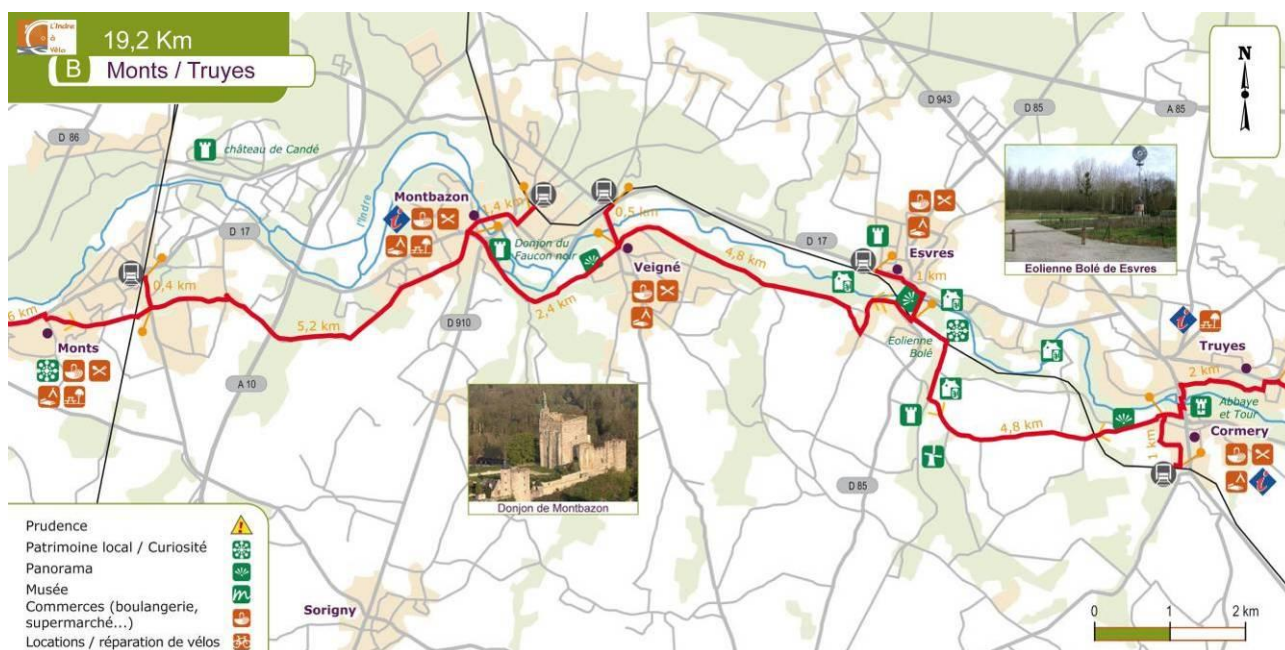 L'Indre
à
Vélo
19,2 Km
B Monts / Truyes
N
D 86
château de Candé
D 943
D 85
A 85
Montbazon
1,4 km
l'Indre
D 17
0,5 km
Donjon du
Faucon noir
Veigné
4,8 km
D 17
Esvres
1 km
Eolienne Bolé de Esvres
0,4 km
6 km
Monts
5,2 km
D 910
2,4 km
A 10
Eolienne
Bolé
Truyes
2 km
Abbaye
et Tour
Cormery
4,8 km
1 km
D 85
Donjon de Montbazon
Sorigny
Prudence
Patrimoine local / Curiosité
Panorama
Musée
Commerces (boulangerie,
supermarché...)
Locations / réparation de vélos
0 1 2 km